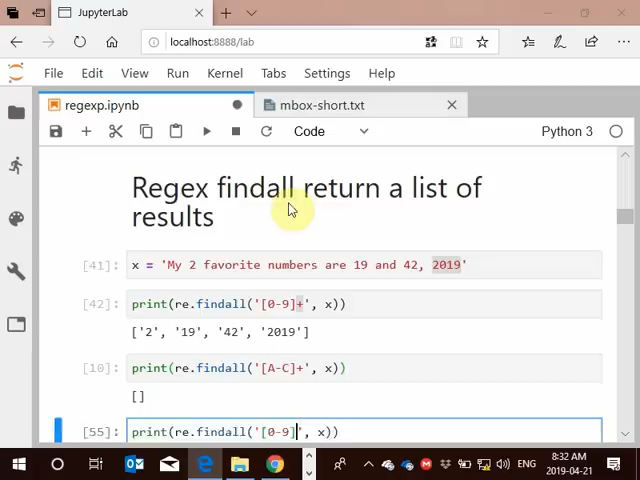 JupyterLab
localhost:8888/lab
File Edit View Run Kernel Tabs Settings Help
regexp.ipynb mbox-short.txt
Code Python 3
Regex findall return a list of
results
[41]: x = 'My 2 favorite numbers are 19 and 42, 2019'
[42]: print(re.findall('[0-9]+', x))
['2', '19', '42', '2019']
[10]: print(re.findall('[A-C]+', x))
[]
[55]: print(re.findall('[0-9]', x))
ENG
8:32 AM
2019-04-21